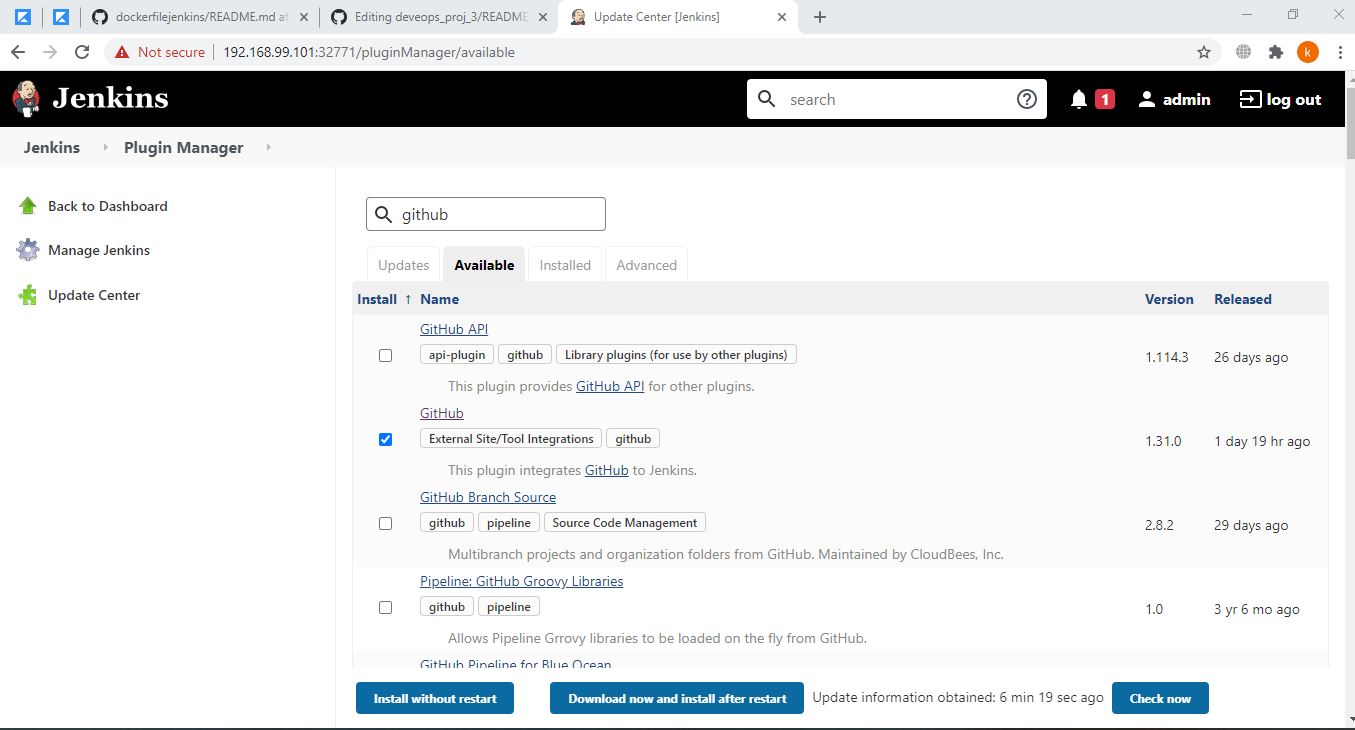 dockerfilejenkins/README.md at
Editing deveops_proj_3/README
Update Center [Jenkins]
Not secure
192.168.99.101:32771/pluginManager/available
k
Jenkins
search
1
admin
log out
Jenkins
Plugin Manager
Back to Dashboard
Manage Jenkins
Update Center
github
Updates
Available
Installed
Advanced
Install ↑ Name Version Released
GitHub API
api-plugin github Library plugins (for use by other plugins)
1.114.3 26 days ago
This plugin provides GitHub API for other plugins.
GitHub
External Site/Tool Integrations github
1.31.0 1 day 19 hr ago
This plugin integrates GitHub to Jenkins.
GitHub Branch Source
github pipeline Source Code Management
2.8.2 29 days ago
Multibranch projects and organization folders from GitHub. Maintained by CloudBees, Inc.
Pipeline: GitHub Groovy Libraries
github pipeline
1.0 3 yr 6 mo ago
Allows Pipeline Grrovy libraries to be loaded on the fly from GitHub.
GitHub Pipeline for Blue Ocean
Install without restart
Download now and install after restart
Update information obtained: 6 min 19 sec ago
Check now